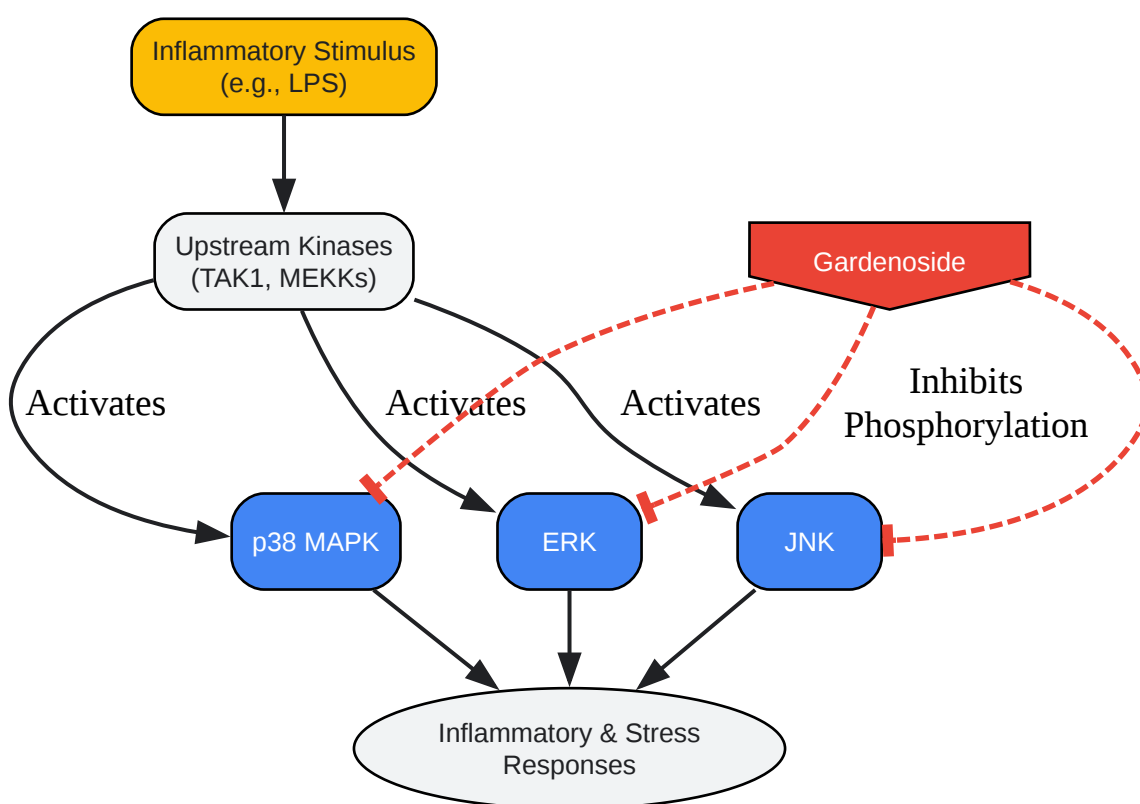 Inflammatory Stimulus
(e.g., LPS)
Upstream Kinases
(TAK1, MEKKs)
Gardenoside
Activates
Activates
Activates
Inhibits
Phosphorylation
p38 MAPK
ERK
JNK
Inflammatory & Stress
Responses